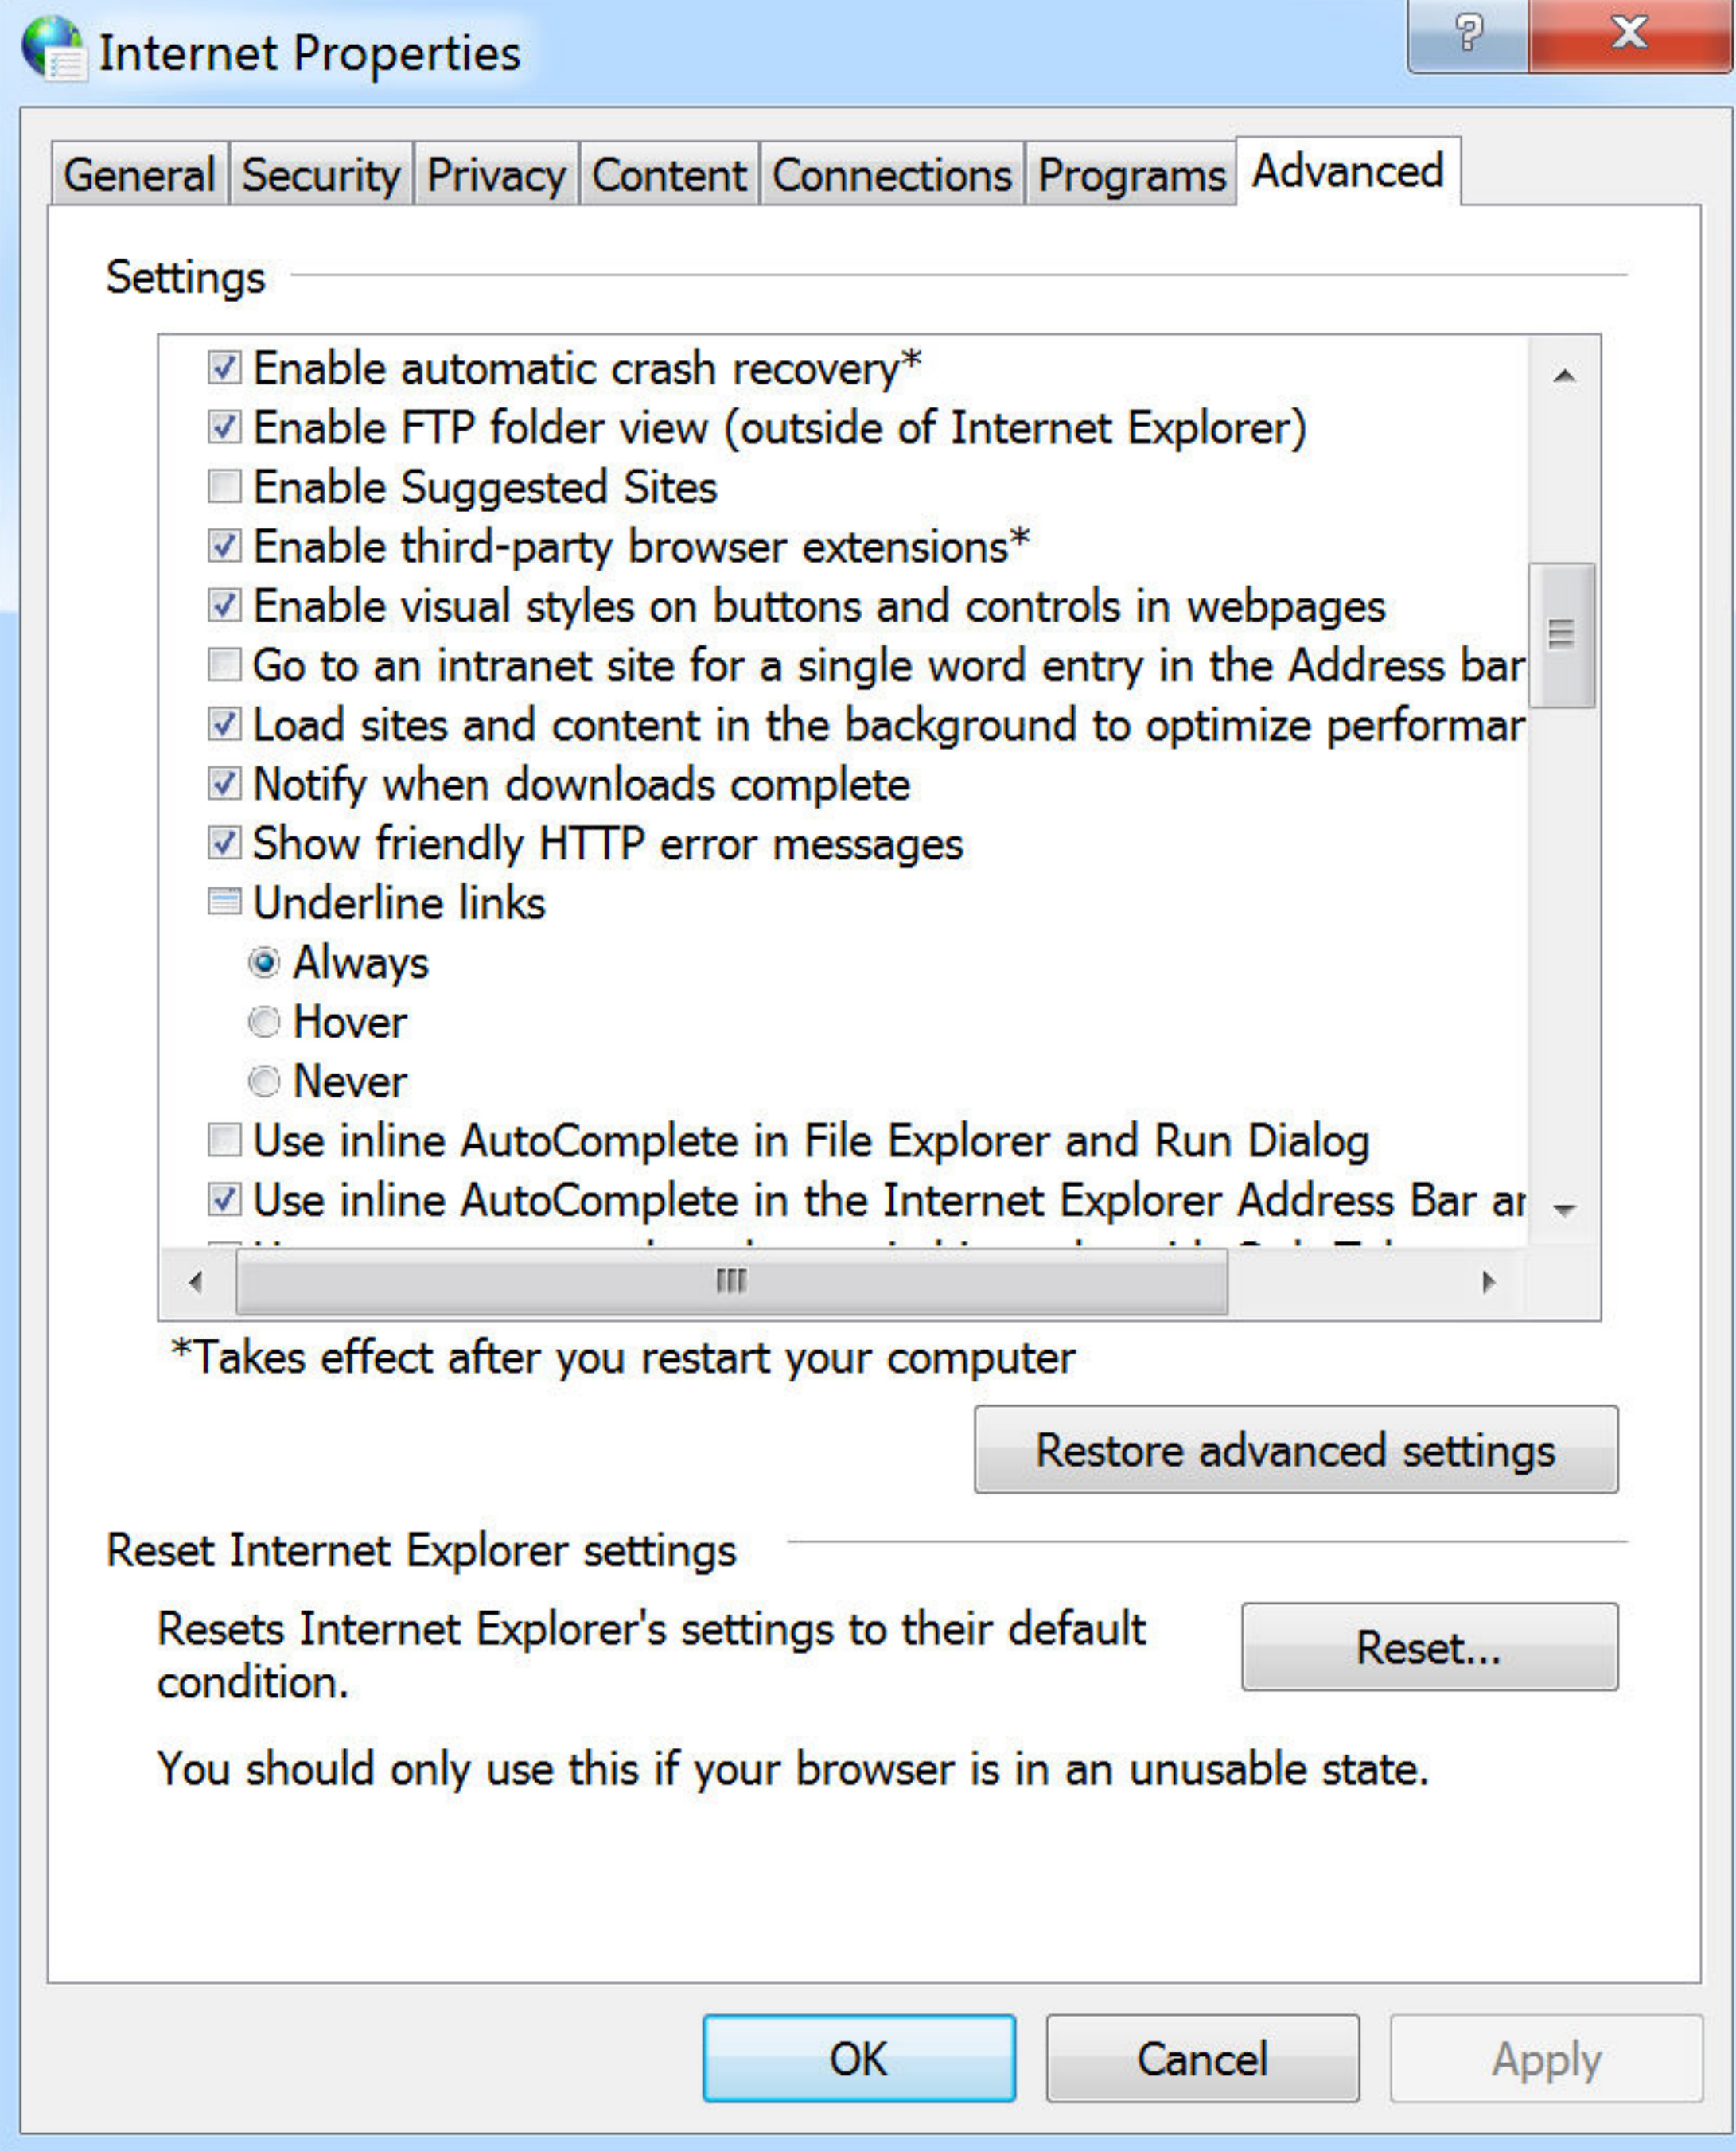 Internet Properties
General Security Privacy Content Connections Programs Advanced
Settings
Enable automatic crash recovery*
Enable FTP folder view (outside of Internet Explorer)
Enable Suggested Sites
Enable third-party browser extensions*
Enable visual styles on buttons and controls in webpages
Go to an intranet site for a single word entry in the Address bar
Load sites and content in the background to optimize
Notify when downloads complete
Show friendly HTTP error messages
Underline links
Always
Hover
Never
Use inline AutoComplete in File Explorer and Run Dialog
Use inline AutoComplete in the Internet Explorer Address Bar
*Takes effect after you restart your computer
Restore advanced settings
Reset Internet Explorer settings
Resets Internet Explorer's settings to their default
condition.
Reset...
You should only use this if your browser is in an unusable state.
OK Cancel Apply